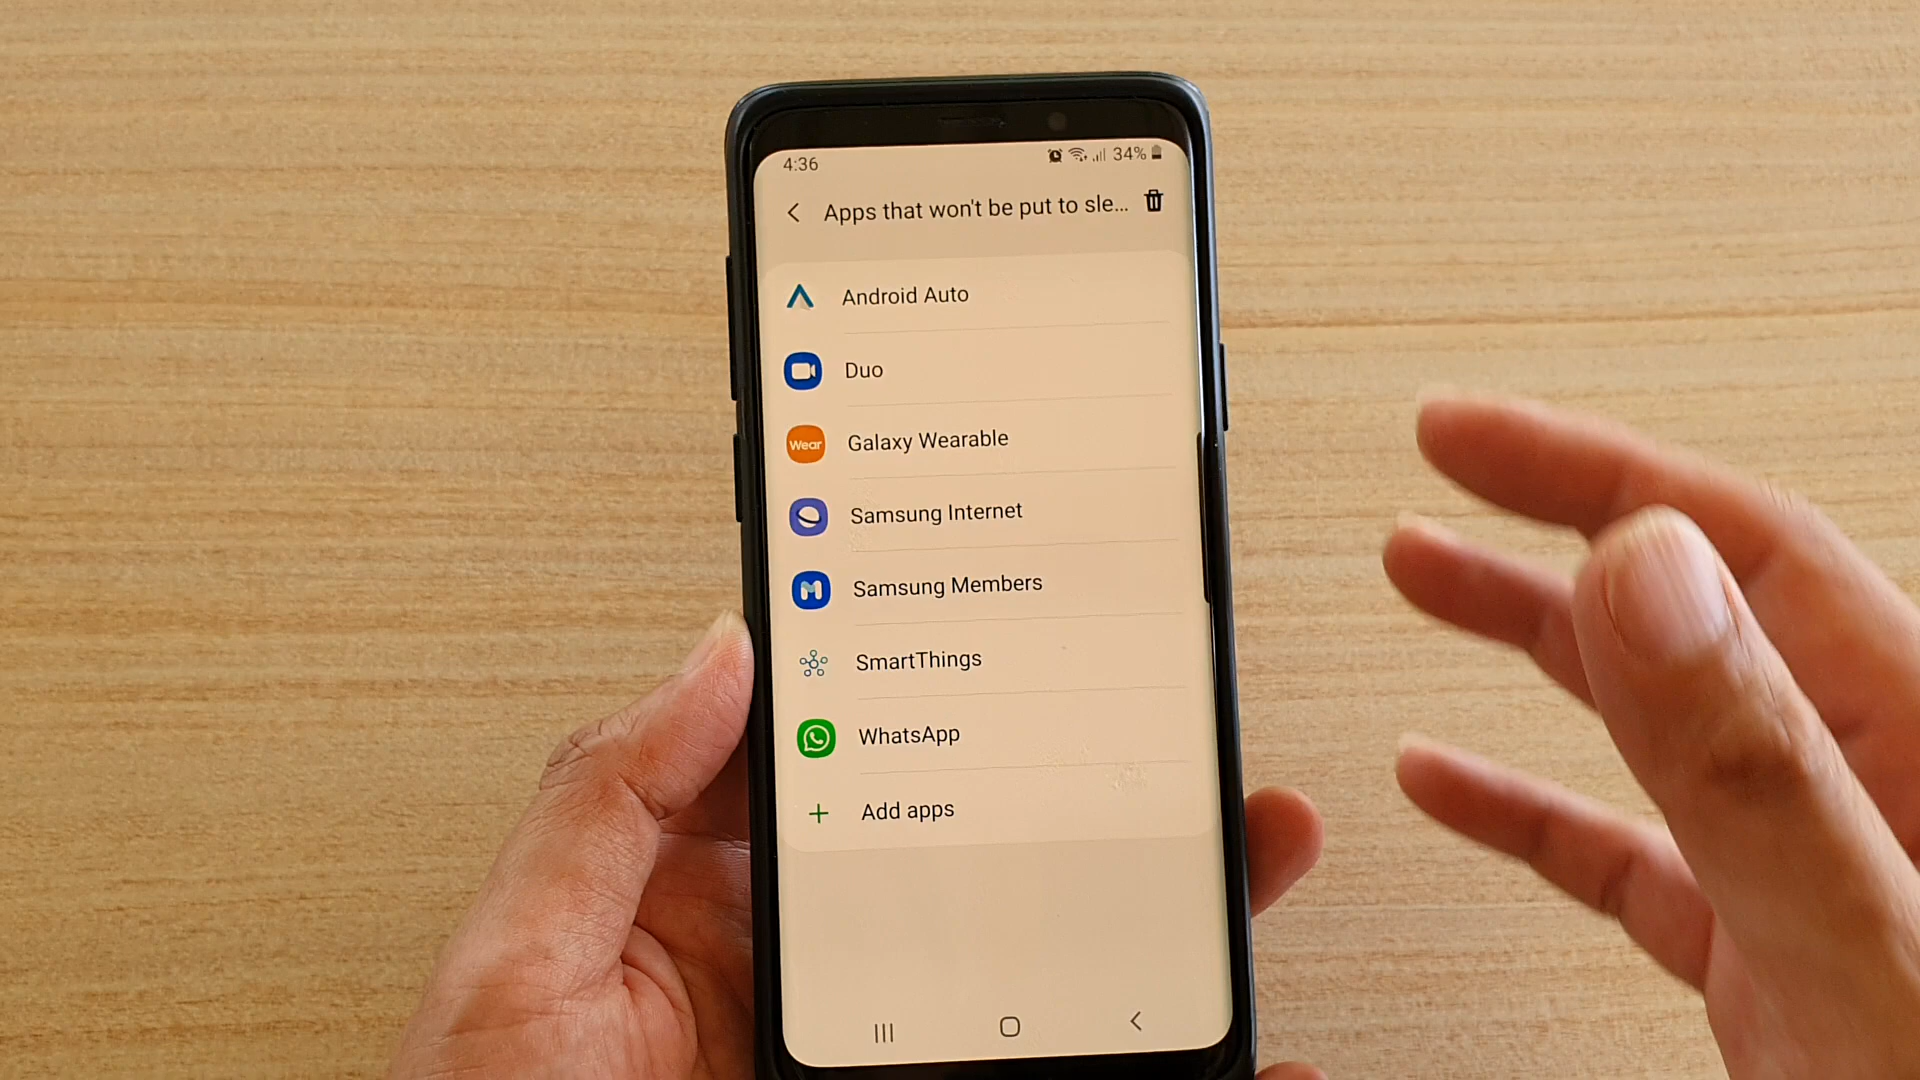 4:36
34%
Apps that won't be put to sle...
Android Auto
Duo
Wear
Galaxy Wearable
Samsung Internet
Samsung Members
SmartThings
WhatsApp
+ Add apps